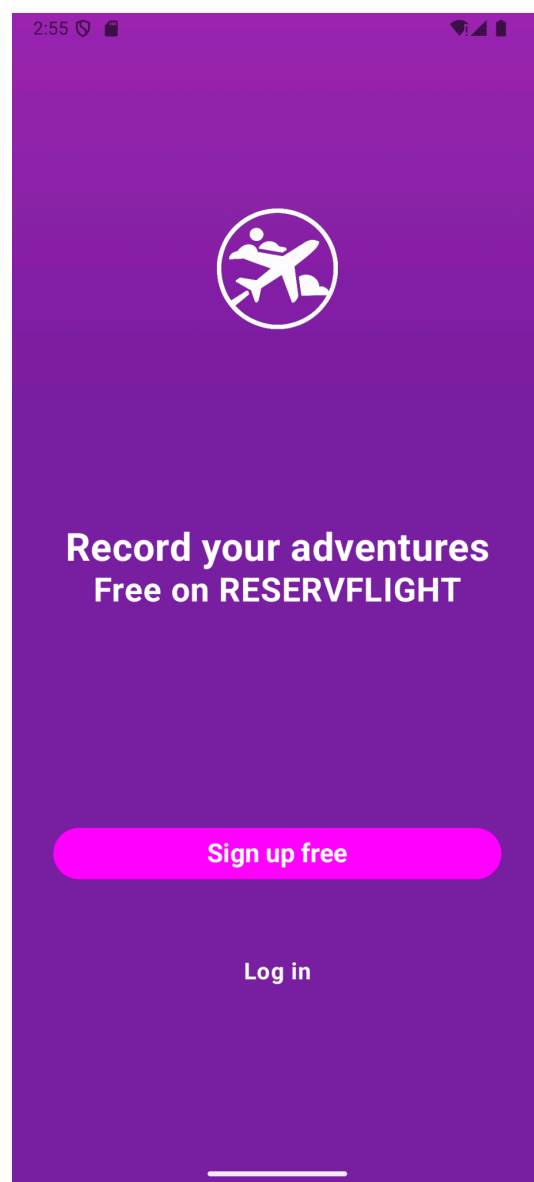 2:55
Record your adventures
Free on RESERVFLIGHT
Sign up free
Log in